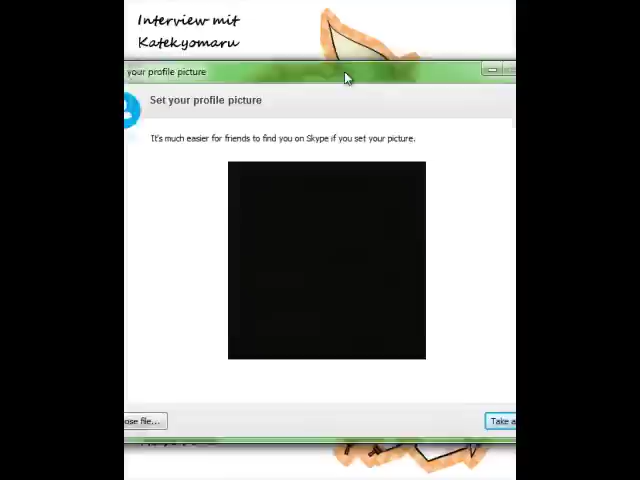 Interview mit
Katekyomaru
your profile picture
Set your profile picture
It's much easier for friends to find you on Skype if you set your picture.
ose file...
Take a